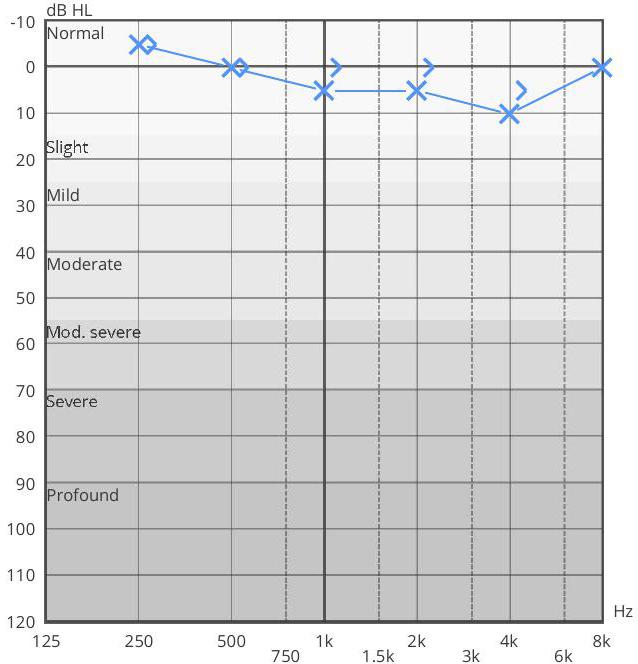 dB HL
-10
Normal
0
10
Slight
20
Mild
30
40
Moderate
50
Mod. severe
60
70
Severe
80
90
Profound
100
110
120
Hz
125 250 500 1k 2k 4k 8k
750 1.5k 3k 6k